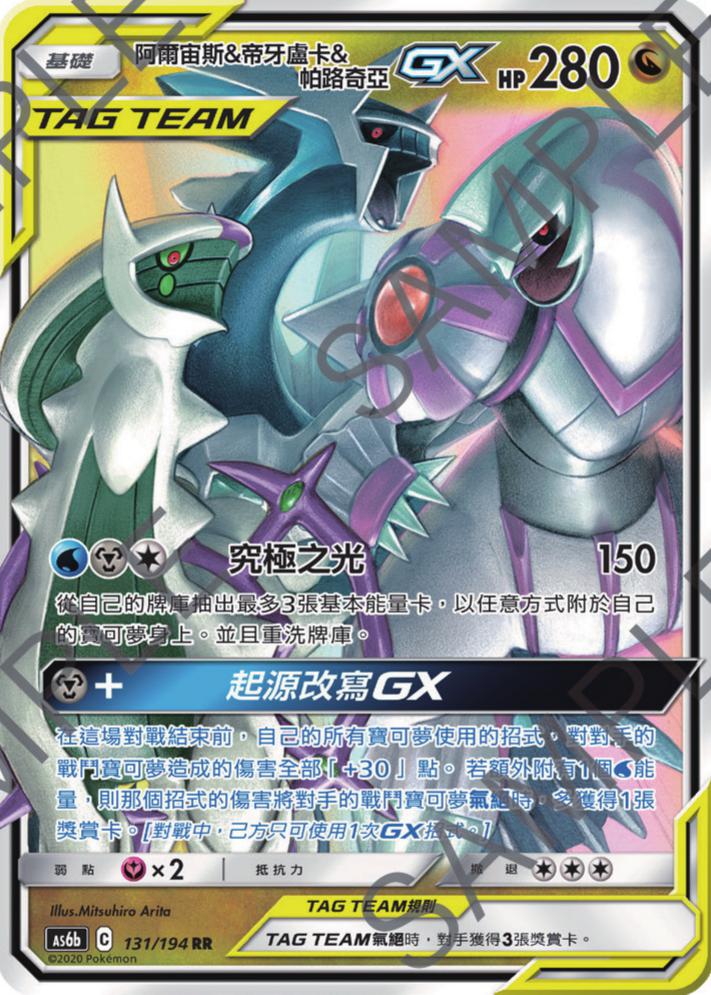 基礎
阿爾宙斯&帝牙盧卡&
帕路奇亞 GX HP 280
TAG TEAM
究極之光 150
從自己的牌庫抽出最多3張基本能量卡，以任意方式附於自己
的寶可夢身上。並且重洗牌庫。
+ 起源改寫GX
在這場對戰結束前，自己的所有寶可夢使用的招式，對對手的
戰鬥寶可夢造成的傷害全部「+30」點。若額外附有1個能
量，則那個招式的傷害將對手的戰鬥寶可夢氣絕時，多獲得1張
獎賞卡。[對戰中，己方只可使用1次GX招式。]
弱點 ×2 抵抗力 撤退
Illus.Mitsuhiro Arita
TAG TEAM規則
AS6b C 131/194 RR
TAG TEAM氣絕時，對手獲得3張獎賞卡。
©2020 Pokémon
SAMPLE
SAMPLE
SAMPLE